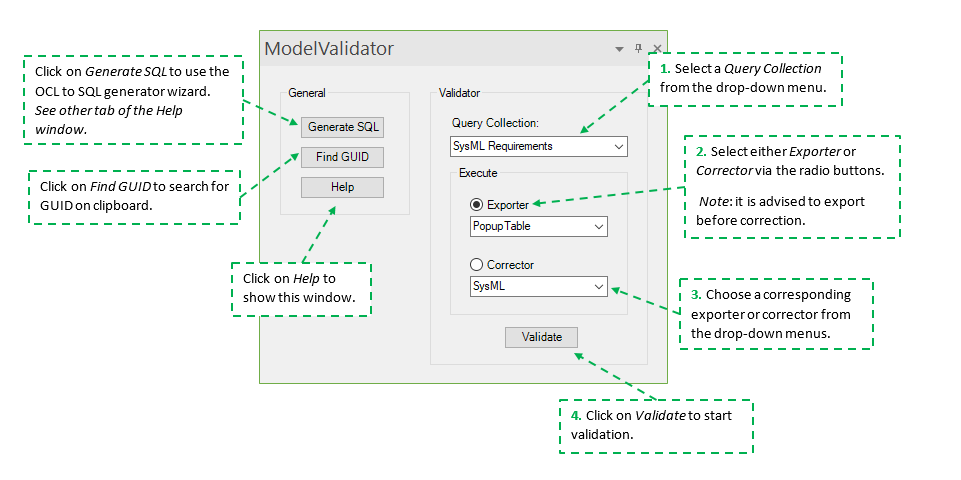 ModelValidator
Click on Generate SQL to use the
OCL to SQL generator wizard.
See other tab of the Help
window.
Click on Find GUID to search for
GUID on clipboard.
General
Generate SQL
Find GUID
Help
Click on Help to
show this window.
Validator
Query Collection:
SysML Requirements
Execute
Exporter
PopupTable
Corrector
SysML
Validate
1. Select a Query Collection
from the drop-down menu.
2. Select either Exporter or
Corrector via the radio buttons.
Note: it is advised to export
before correction.
3. Choose a corresponding
exporter or corrector from
the drop-down menus.
4. Click on Validate to start
validation.